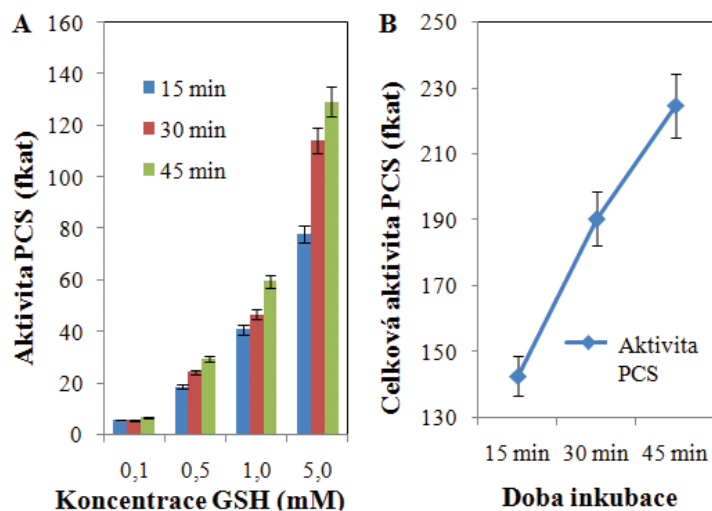 A
160
140
120
100
80
60
40
20
0
Aktivita PCS (fkat)
15 min
30 min
45 min
0,1 0,5 1,0 5,0
Koncentrace GSH (mM)
B
250
230
210
190
170
150
130
Celková aktivita PCS (fkat)
Aktivita
PCS
15 min 30 min 45 min
Doba inkubace